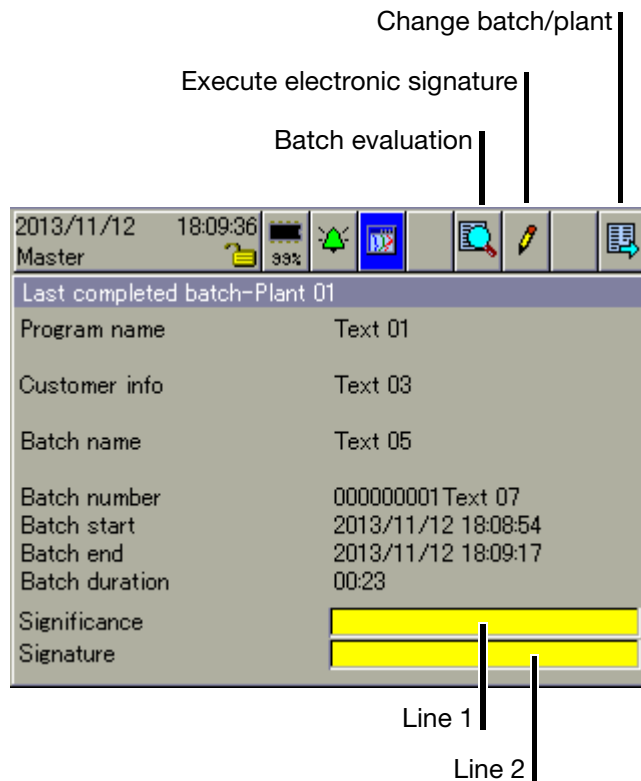 Change batch/plant
Execute electronic signature
Batch evaluation
2013/11/12 18:09:36
Master 99%
Last completed batch-Plant 01
Program name Text 01
Customer info Text 03
Batch name Text 05
Batch number 000000001Text 07
Batch start 2013/11/12 18:08:54
Batch end 2013/11/12 18:09:17
Batch duration 00:23
Significance
Signature
Line 1
Line 2